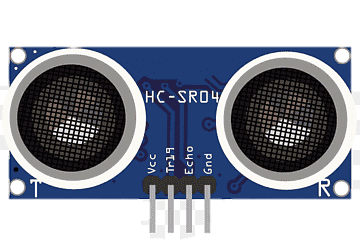 HC-SR04
Vcc
Trig
Echo
Gnd
T
R